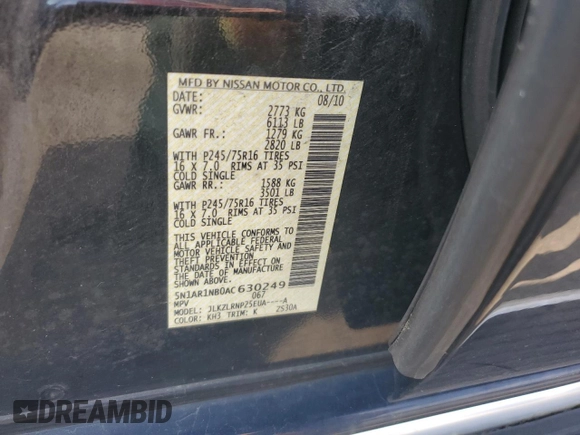 MFD BY NISSAN MOTOR CO., LTD.
DATE: 08/10
GVWR: 2773 KG
6113 LB
GAWR FR.: 1279 KG
2820 LB
WITH P245/75R16 TIRES
16 X 7.0 RIMS AT 35 PSI
COLD SINGLE
GAWR RR.: 1588 KG
3501 LB
WITH P245/75R16 TIRES
16 X 7.0 RIMS AT 35 PSI
COLD SINGLE
THIS VEHICLE CONFORMS TO
ALL APPLICABLE FEDERAL
MOTOR VEHICLE SAFETY AND
THEFT PREVENTION
STANDARDS IN EFFECT ON
THE DATE OF MANUFACTURE
SHOWN ABOVE.
5N1AR1NB0AC630249
MPV 067
MODEL: JLKZLRNPZ5EUA----A
COLOR: KH3 TRIM: K ZS30A
DREAMBID